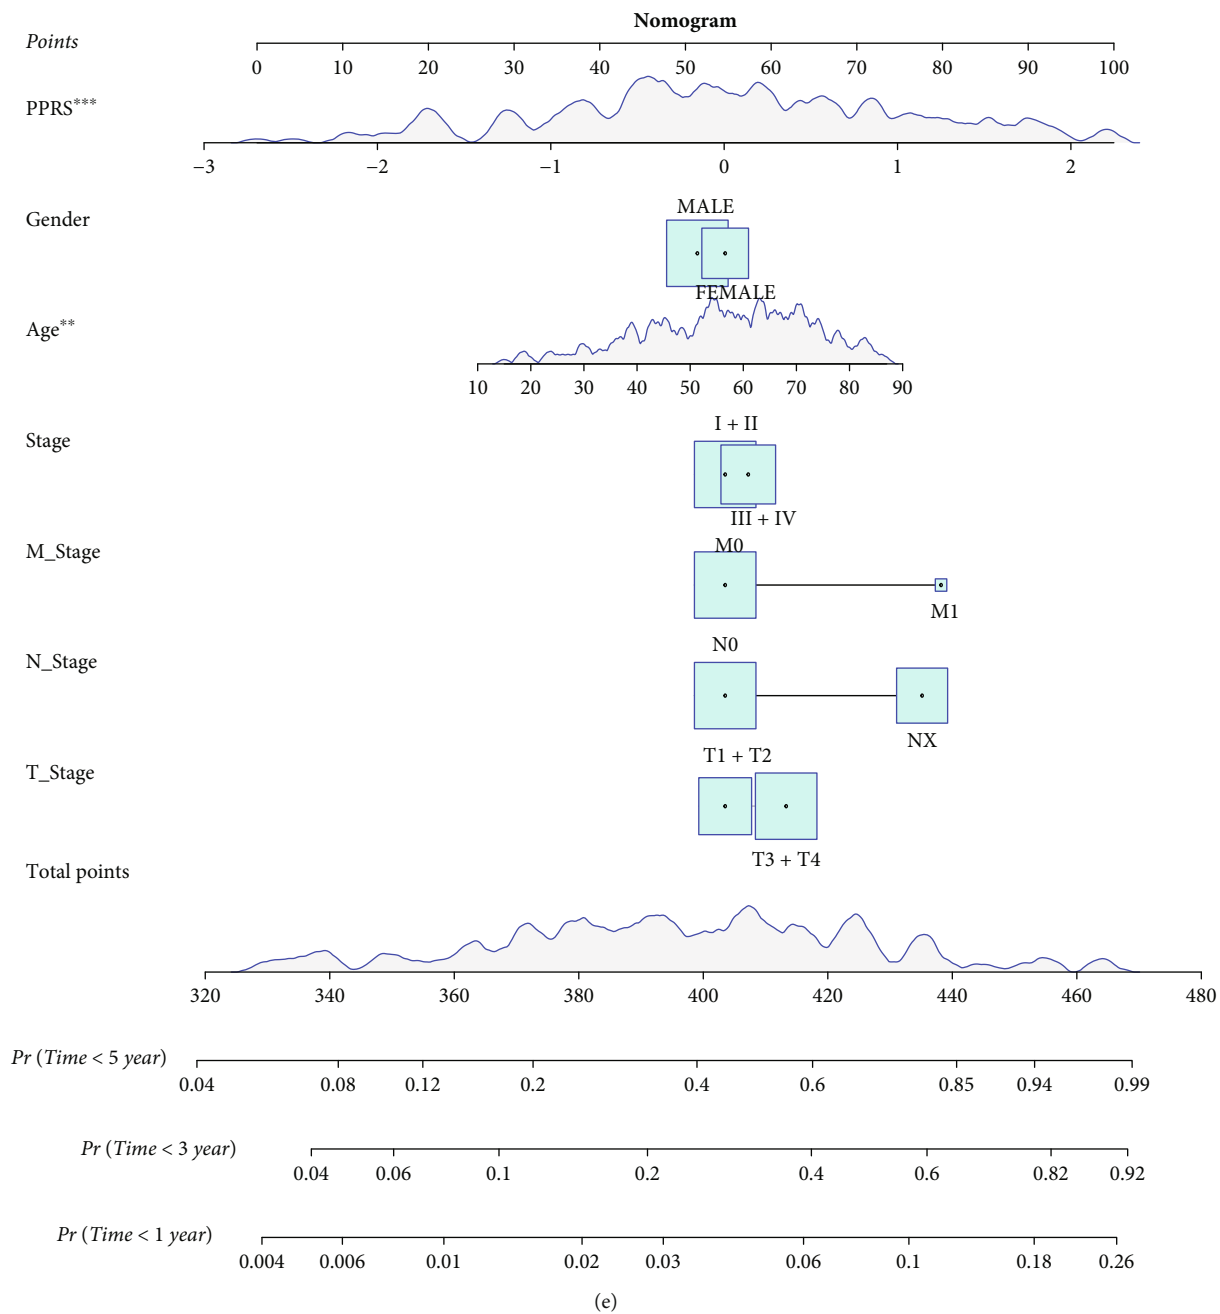 Nomogram
Points
0 10 20 30 40 50 60 70 80 90 100
PPRS***
−3 −2 −1 0 1 2
Gender
MALE
FEMALE
Age**
10 20 30 40 50 60 70 80 90
Stage
I + II
III + IV
M_Stage
M0
M1
N_Stage
N0
NX
T_Stage
T1 + T2
T3 + T4
Total points
320 340 360 380 400 420 440 460 480
Pr (Time < 5 year)
0.04 0.08 0.12 0.2 0.4 0.6 0.85 0.94 0.99
Pr (Time < 3 year)
0.04 0.06 0.1 0.2 0.4 0.6 0.82 0.92
Pr (Time < 1 year)
0.004 0.006 0.01 0.02 0.03 0.06 0.1 0.18 0.26
(e)